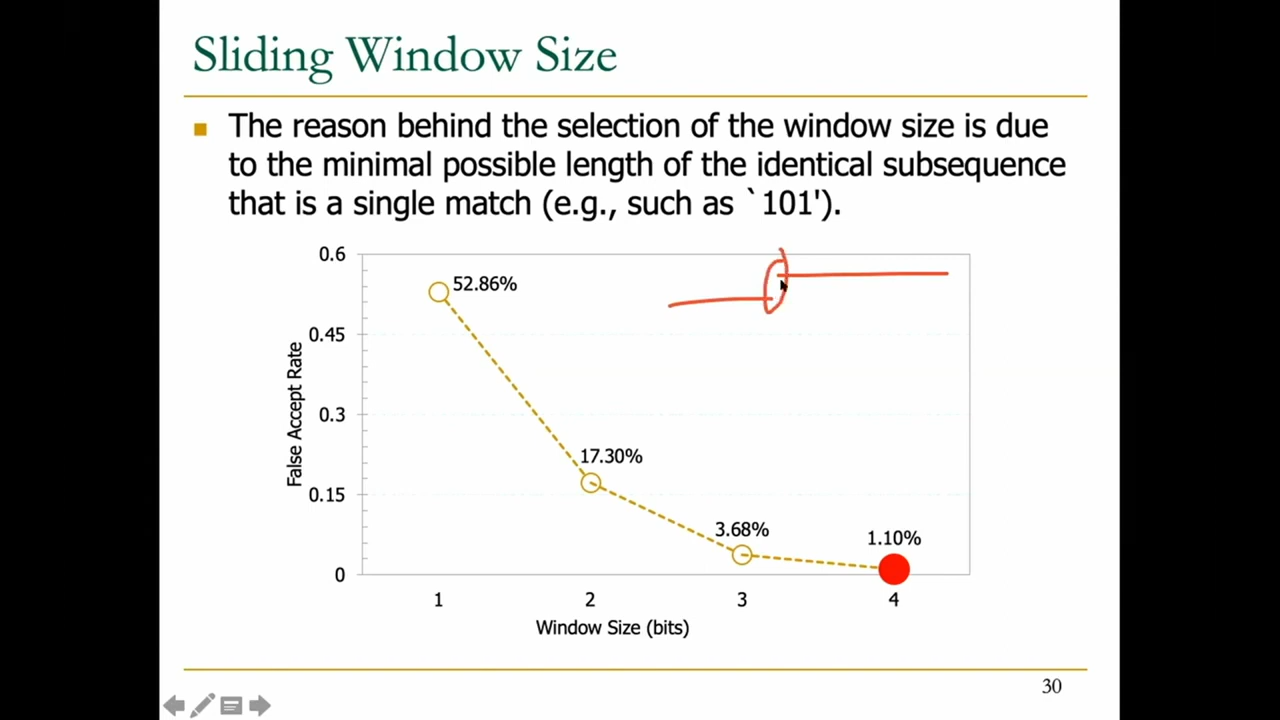 Sliding Window Size
The reason behind the selection of the window size is due
to the minimal possible length of the identical subsequence
that is a single match (e.g., such as `101').
0.6
52.86%
0.45
False Accept Rate
0.3
17.30%
0.15
3.68%
1.10%
0
1 2 3 4
Window Size (bits)
30